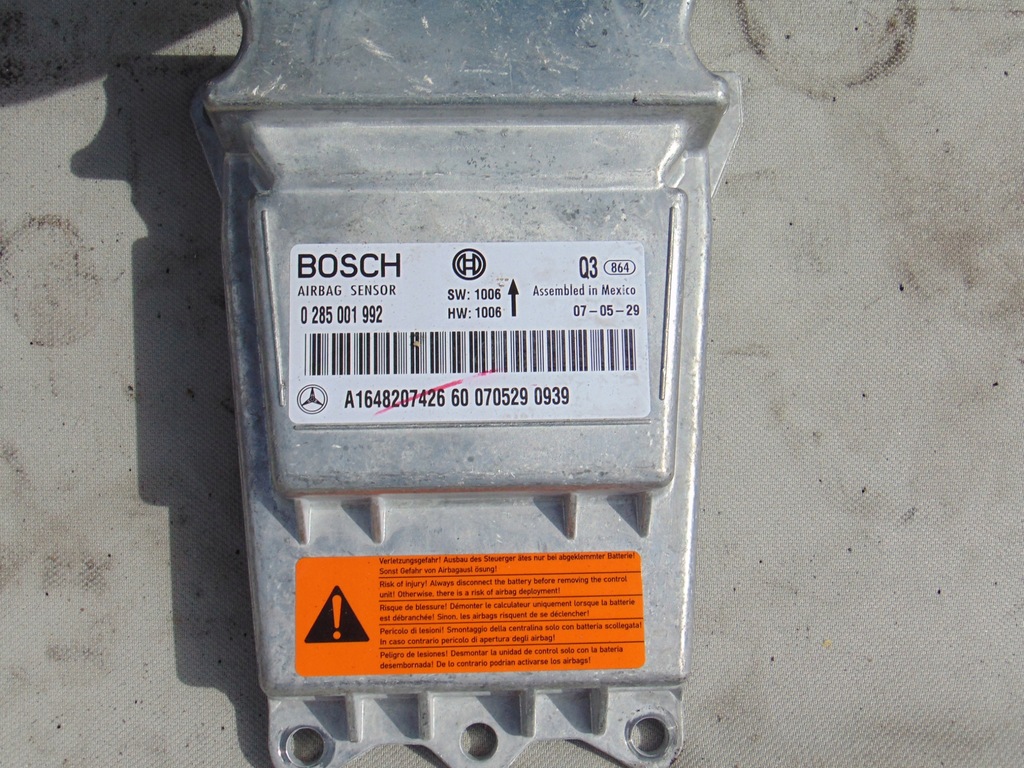 BOSCH
Q3 864
AIRBAG SENSOR
SW: 1006
Assembled in Mexico
0 285 001 992
HW: 1006
07-05-29
A1648207426 60 070529 0939
Verletzungsgefahr! Ausbau des Steuerger ätes nur bei abgeklemmter Batterie!
Sonst Gefahr von Airbagausl ösung!
Risk of injury! Always disconnect the battery before removing the control
unit! Otherwise, there is a risk of airbag deployment!
Risque de blessure! Démonter le calculateur uniquement lorsque la batterie
est débranchée! Sinon, les airbags risquent de se déclencher!
Pericolo di lesioni! Smontaggio della centralina solo con batteria scollegata!
In caso contrario pericolo di apertura degli airbag!
Peligro de lesiones! Desmontar la unidad de control solo con la bateria
desembornada! De lo contrario podrian activarse los airbags!